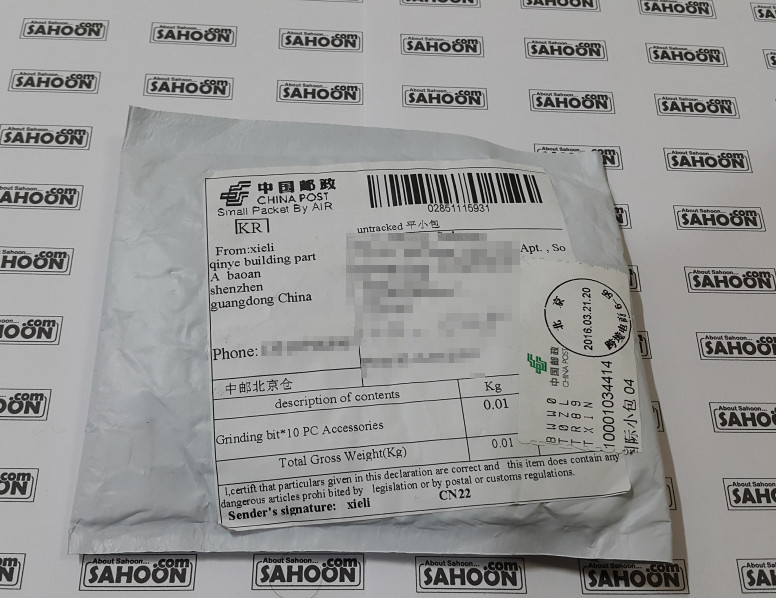 About Sahoon...
SAHOON.com
中国邮政
CHINA POST
Small Packet By AIR
KR
02851115931
untracked 平小包
From:xieli
qinye building part
A baoan
shenzhen
guangdong China
Apt. , So
Phone:
中邮北京仓
description of contents
Kg
Grinding bit*10 PC Accessories
0.01
Total Gross Weight(Kg)
0.01
I,certify that particulars given in this declaration are correct and this item does contain any
dangerous articles prohi bited by legislation or by postal or customs regulations.
Sender's signature: xieli
CN22
北京
2016.03.21.20
中国邮政
CHINA POST
10001034414
国际小包 04